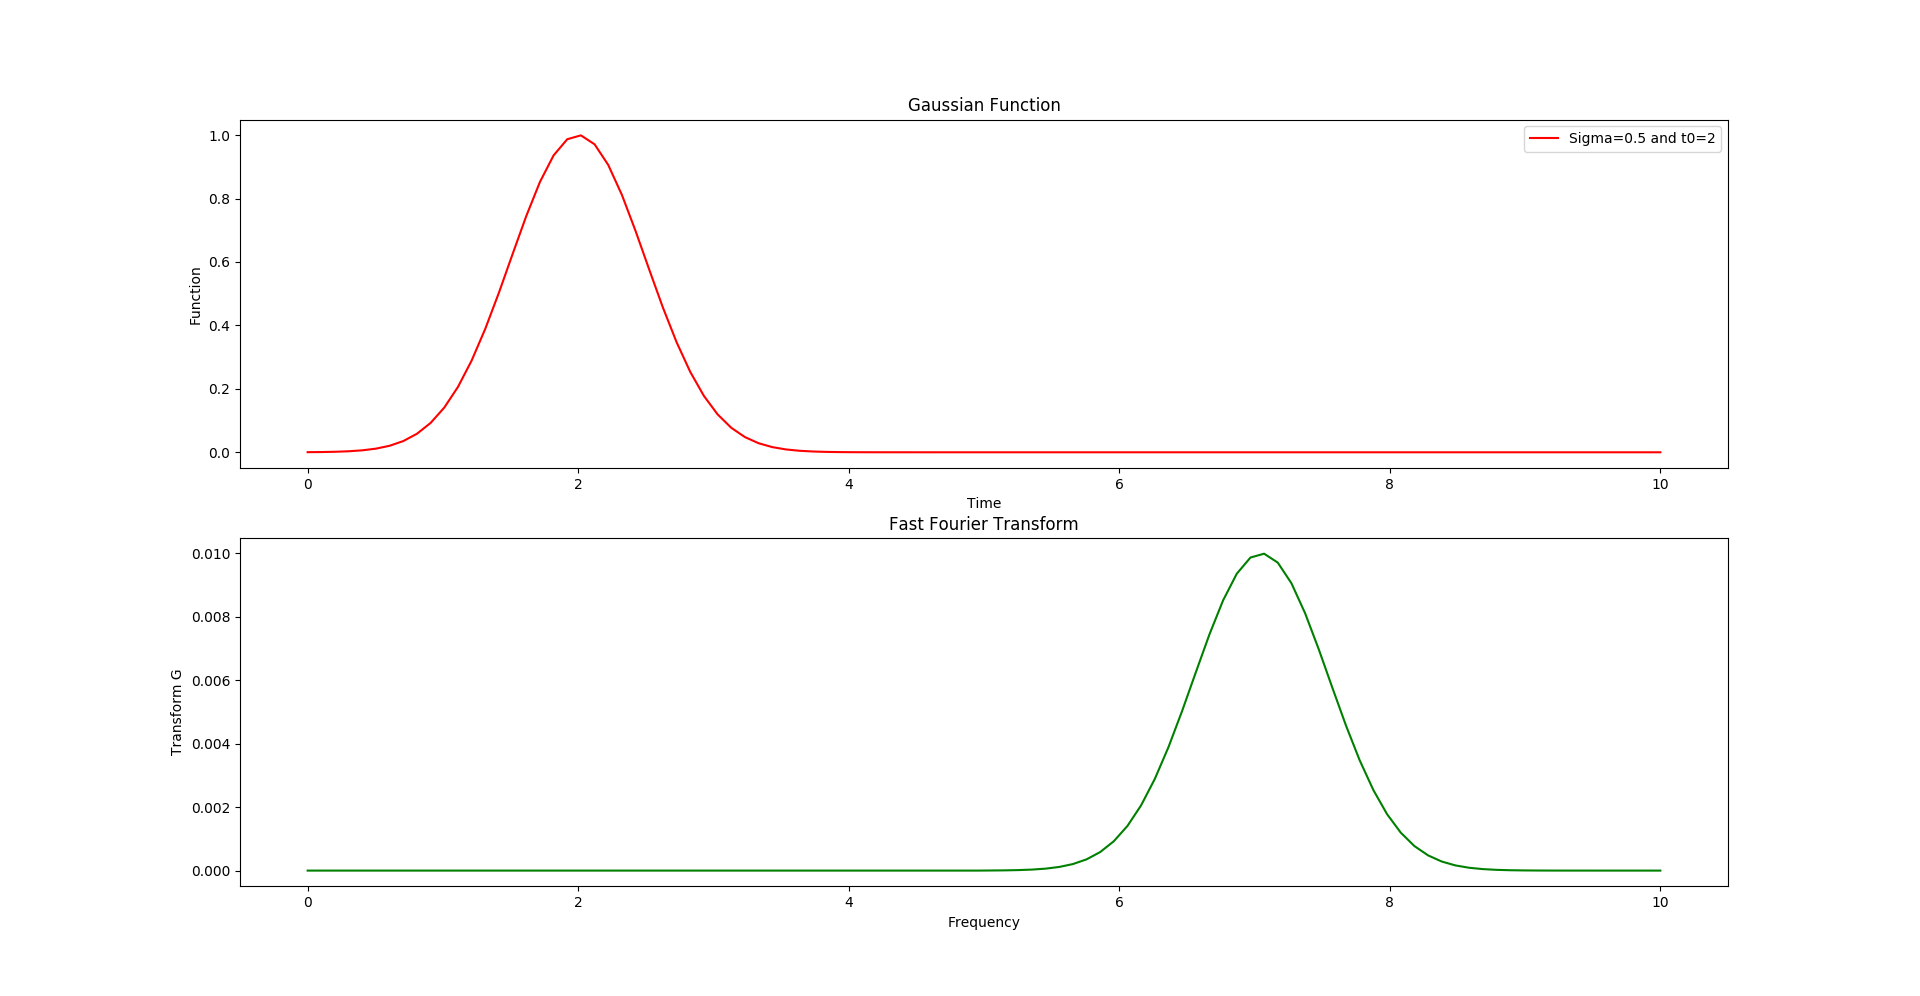 Gaussian Function
Sigma=0.5 and t0=2
1.0
0.8
0.6
0.4
0.2
0.0
Function
0 2 4 6 8 10
Time
Fast Fourier Transform
0.010
0.008
0.006
0.004
0.002
0.000
Transform G
0 2 4 6 8 10
Frequency